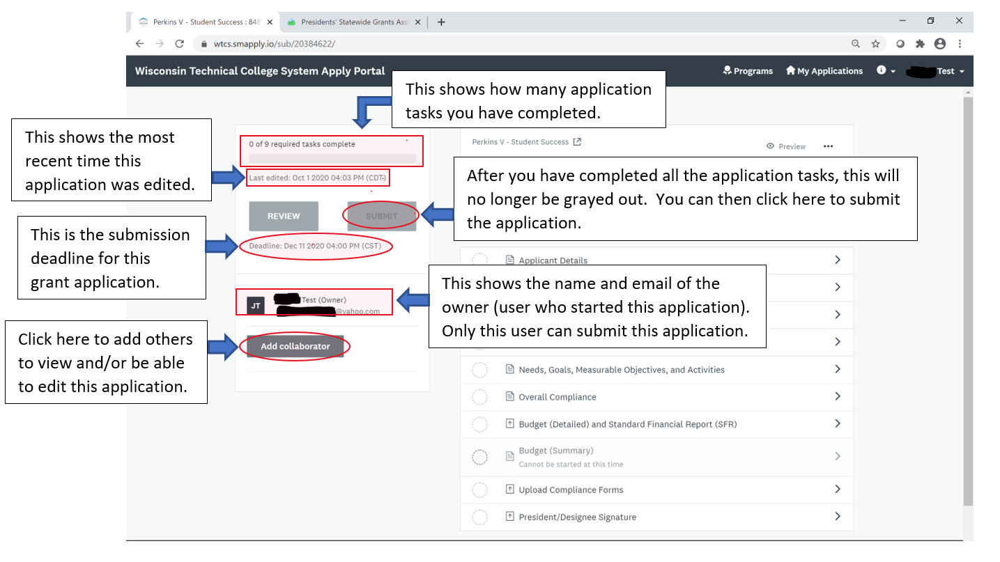 Perkins V - Student Success : 848
Presidents' Statewide Grants Ass
wtcs.smapply.io/sub/20384622/
Wisconsin Technical College System Apply Portal
Programs
My Applications
Test
This shows how many application
tasks you have completed.
This shows the most
recent time this
application was edited.
0 of 9 required tasks complete
Last edited: Oct 1 2020 04:03 PM (CDT)
REVIEW
SUBMIT
Perkins V - Student Success
Preview
After you have completed all the application tasks, this will
no longer be grayed out.  You can then click here to submit
the application.
This is the submission
deadline for this
grant application.
Deadline: Dec 11 2020 04:00 PM (CST)
Applicant Details
This shows the name and email of the
owner (user who started this application).
Only this user can submit this application.
JT
Test (Owner)
@yahoo.com
Click here to add others
to view and/or be able
to edit this application.
Add collaborator
Needs, Goals, Measurable Objectives, and Activities
Overall Compliance
Budget (Detailed) and Standard Financial Report (SFR)
Budget (Summary)
Cannot be started at this time
Upload Compliance Forms
President/Designee Signature